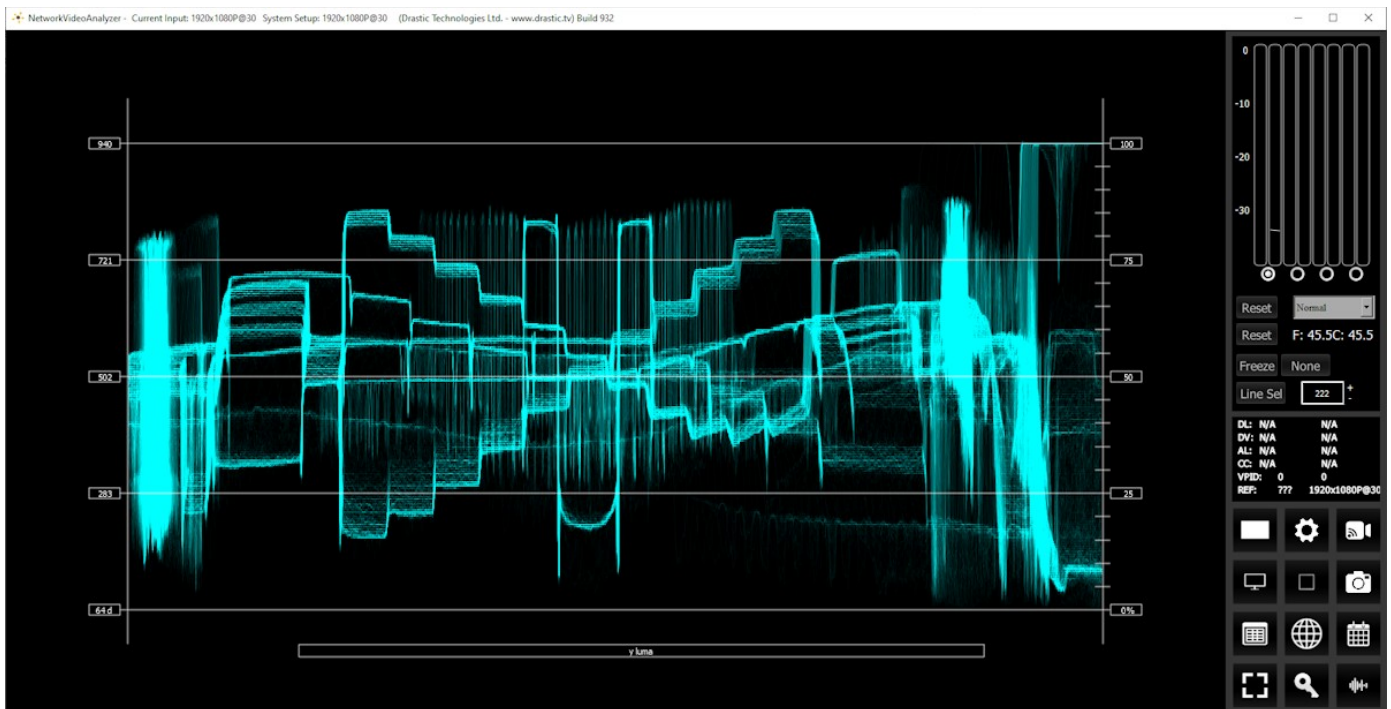 NetworkVideoAnalyzer - Current Input: 1920x1080P@30 System Setup: 1920x1080P@30 (Drastic Technologies Ltd. - www.drastic.tv) Build 932
940
721
502
283
64 d
100
75
50
25
0%
y luma
0
-10
-20
-30
Reset Normal
Reset F: 45.5C: 45.5
Freeze None
Line Sel 222 + -
DL: N/A N/A
DV: N/A N/A
AL: N/A N/A
CC: N/A N/A
VPID: 0 0
REF: ??? 1920x1080P@30